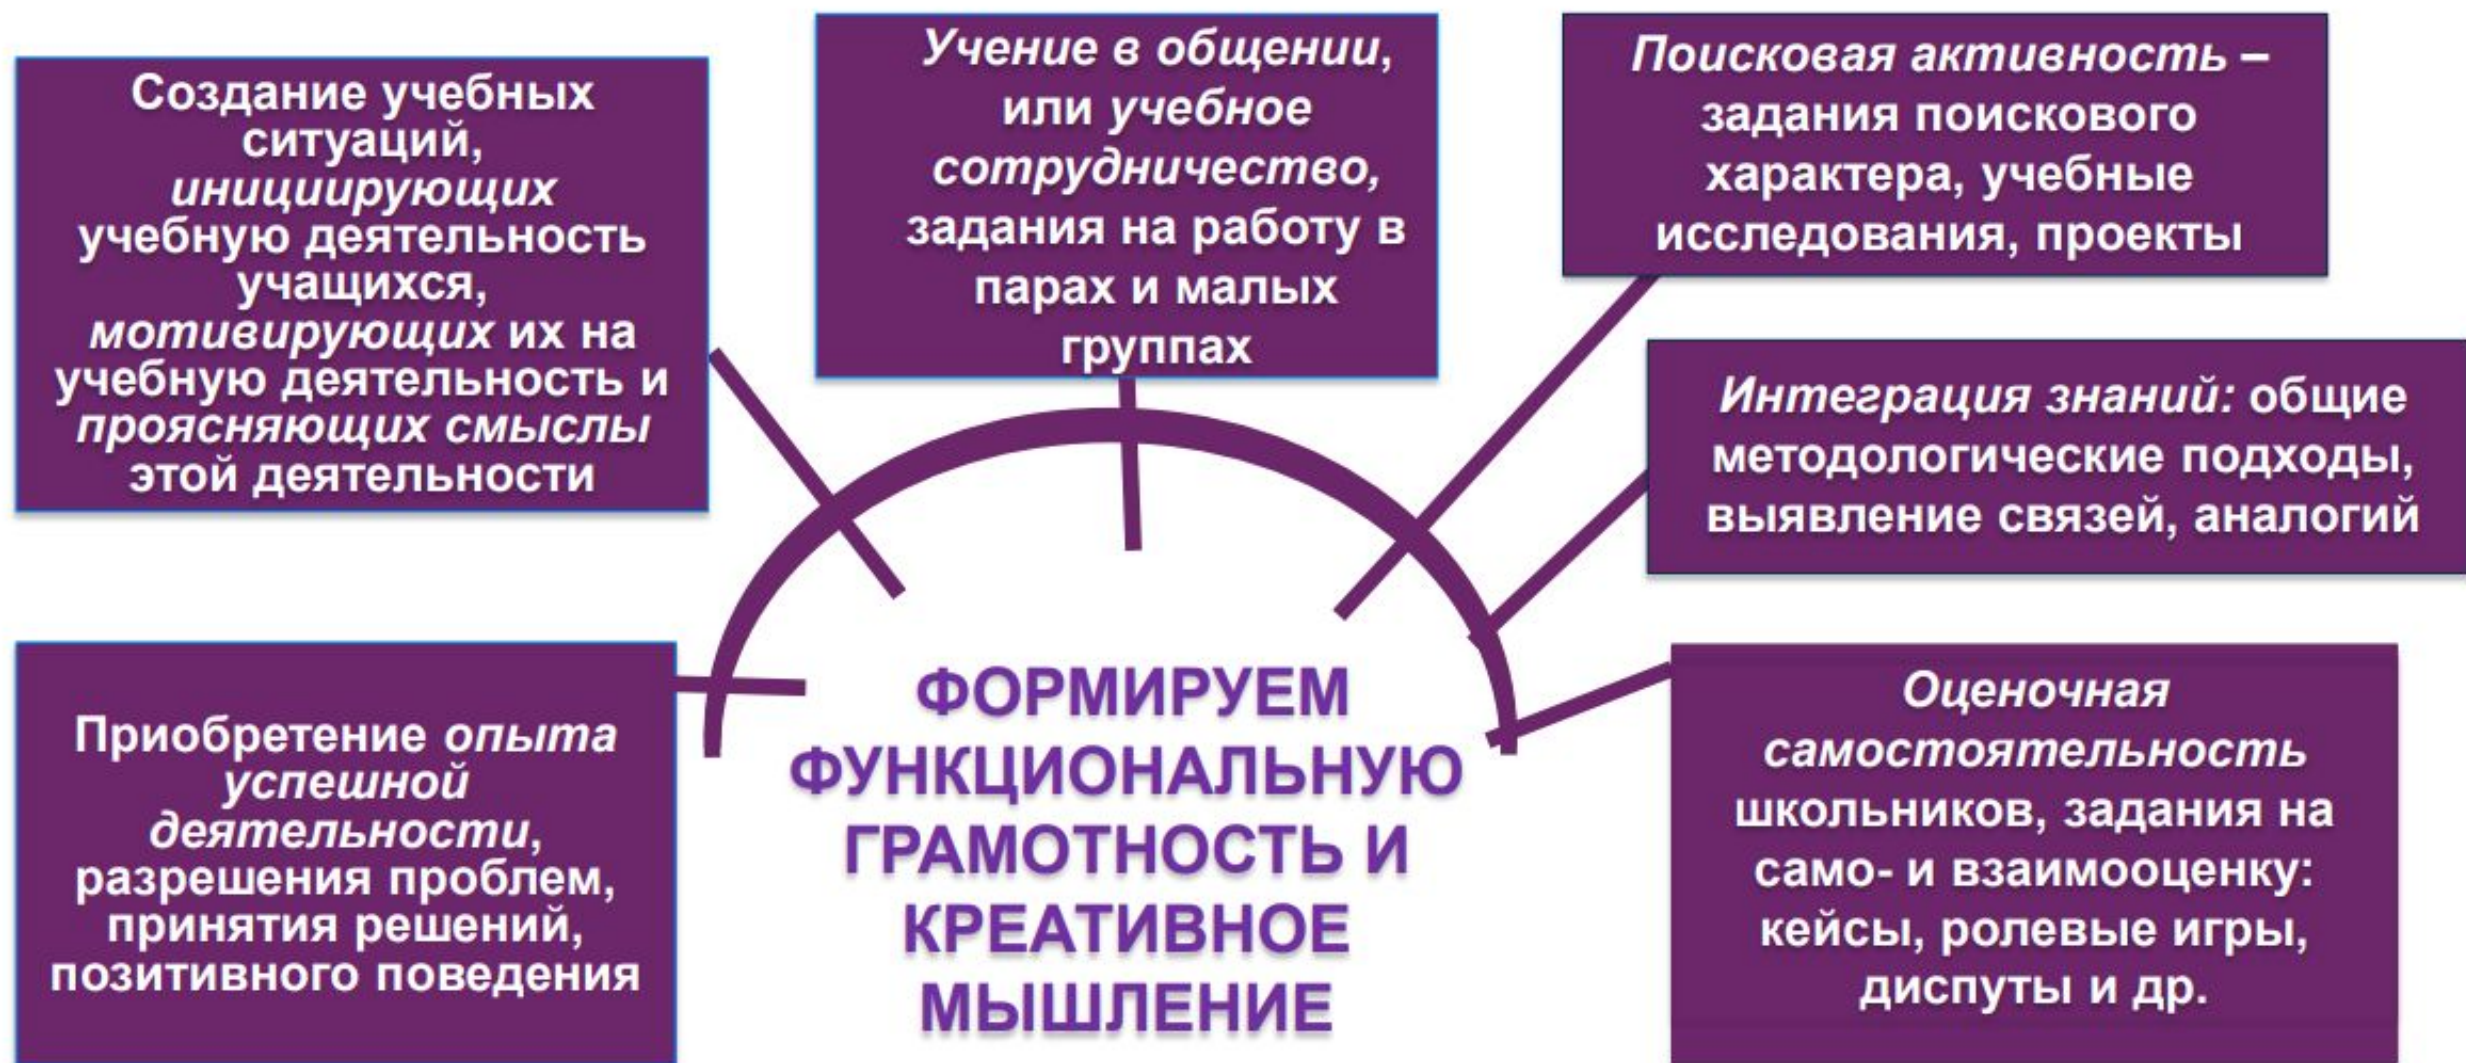 Создание учебных
ситуаций,
инициирующих
учебную деятельность
учащихся,
мотивирующих их на
учебную деятельность и
проясняющих смыслы
этой деятельности
Учение в общении,
или учебное
сотрудничество,
задания на работу в
парах и малых
группах
Поисковая активность –
задания поискового
характера, учебные
исследования, проекты
Интеграция знаний: общие
методологические подходы,
выявление связей, аналогий
Приобретение опыта
успешной
деятельности,
разрешения проблем,
принятия решений,
позитивного поведения
ФОРМИРУЕМ
ФУНКЦИОНАЛЬНУЮ
ГРАМОТНОСТЬ И
КРЕАТИВНОЕ
МЫШЛЕНИЕ
Оценочная
самостоятельность
школьников, задания на
само- и взаимооценку:
кейсы, ролевые игры,
диспуты и др.